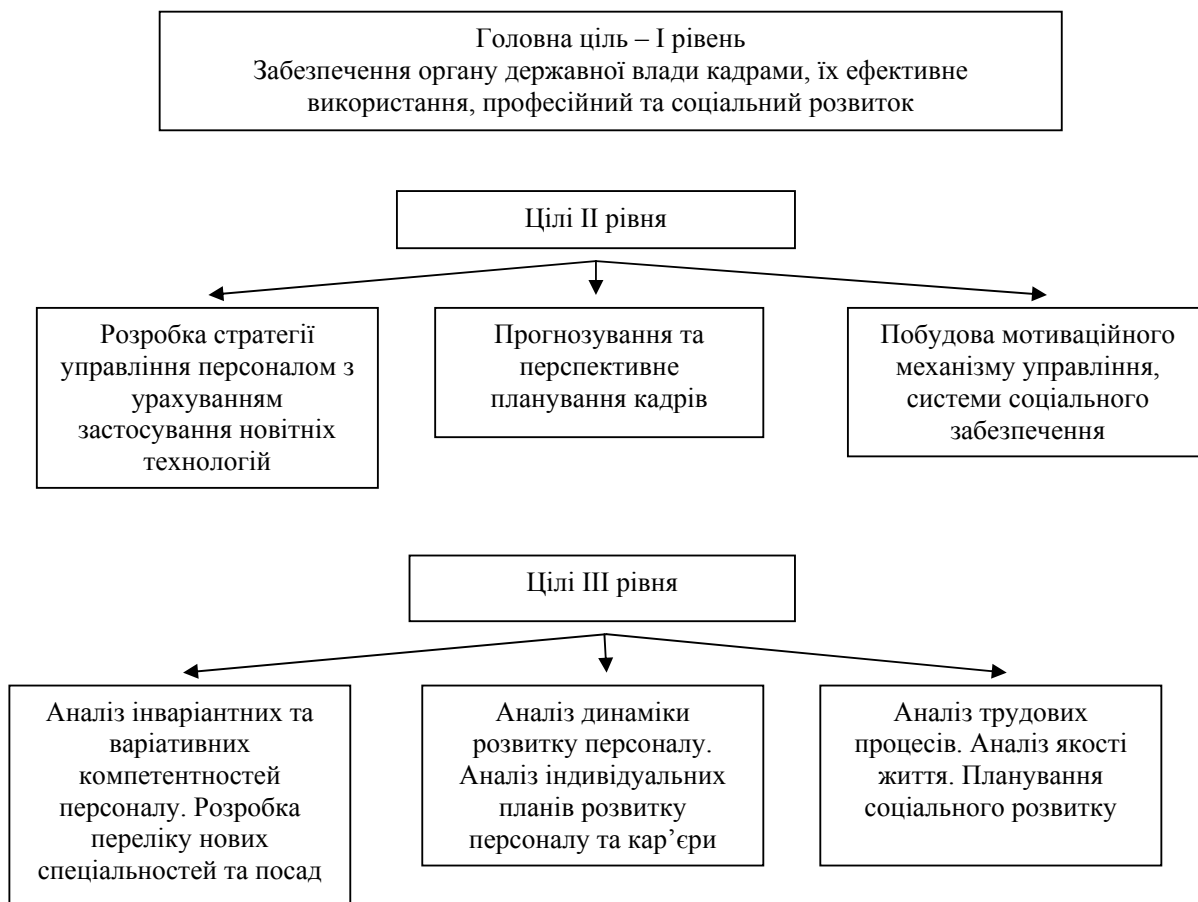 Головна ціль – І рівень
Забезпечення органу державної влади кадрами, їх ефективне
використання, професійний та соціальний розвиток
Цілі ІІ рівня
Розробка стратегії
управління персоналом з
урахуванням
застосування новітніх
технологій
Прогнозування та
перспективне
планування кадрів
Побудова мотиваційного
механізму управління,
системи соціального
забезпечення
Цілі ІІІ рівня
Аналіз інваріантних та
варіативних
компетентностей
персоналу. Розробка
переліку нових
спеціальностей та посад
Аналіз динаміки
розвитку персоналу.
Аналіз індивідуальних
планів розвитку
персоналу та кар’єри
Аналіз трудових
процесів. Аналіз якості
життя. Планування
соціального розвитку